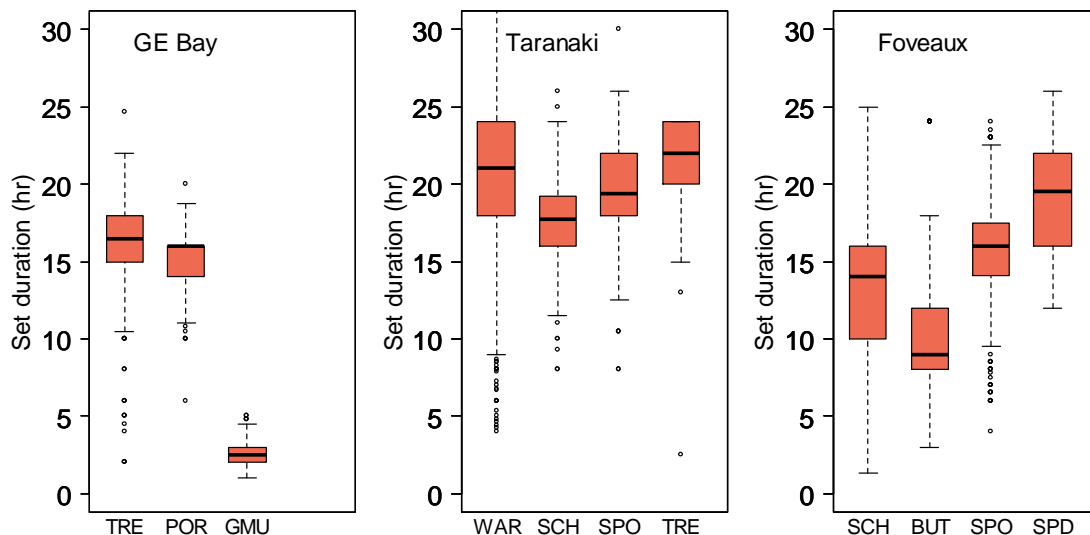 GE Bay
Set duration (hr)
30
25
20
15
10
5
0
TRE POR GMU
Taranaki
Set duration (hr)
30
25
20
15
10
5
0
WAR SCH SPO TRE
Foveaux
Set duration (hr)
30
25
20
15
10
5
0
SCH BUT SPO SPD